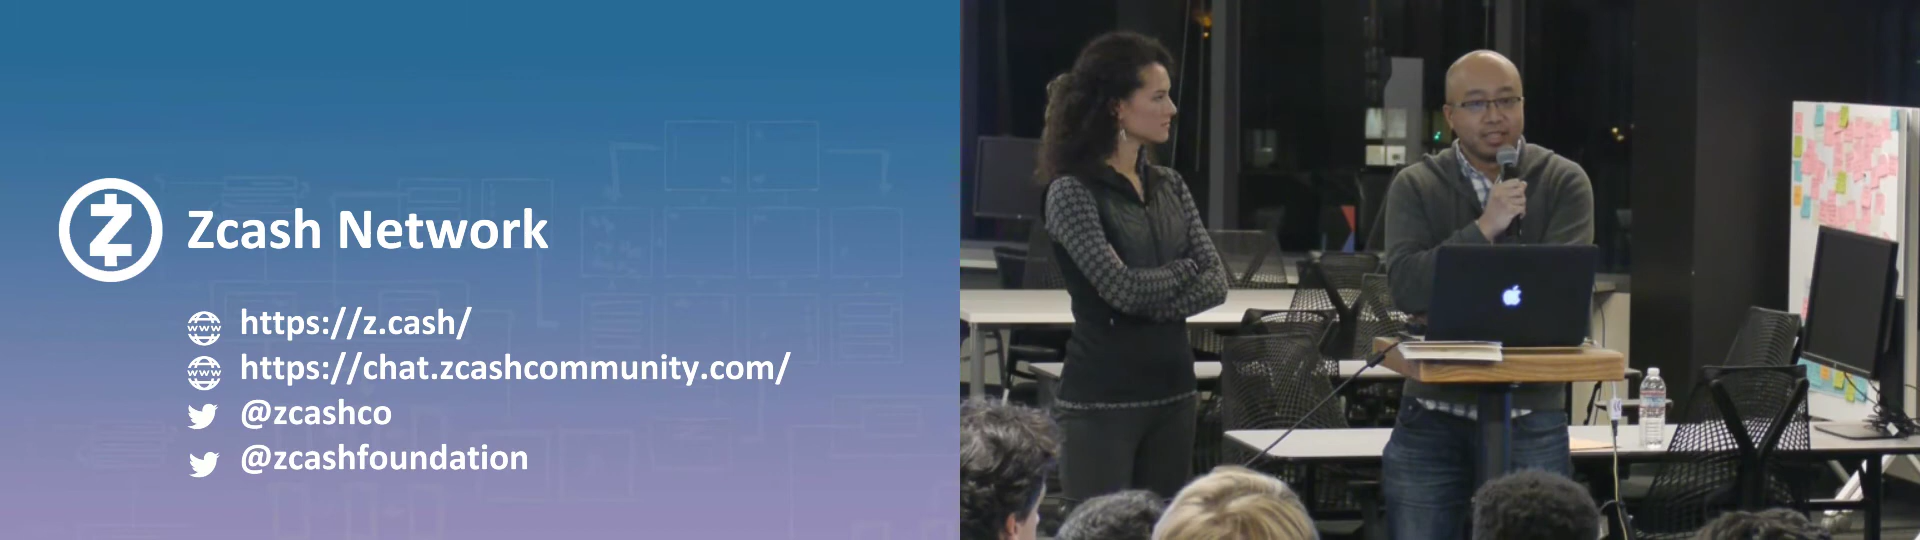 Zcash Network
https://z.cash/
https://chat.zcashcommunity.com/
@zcashco
@zcashfoundation